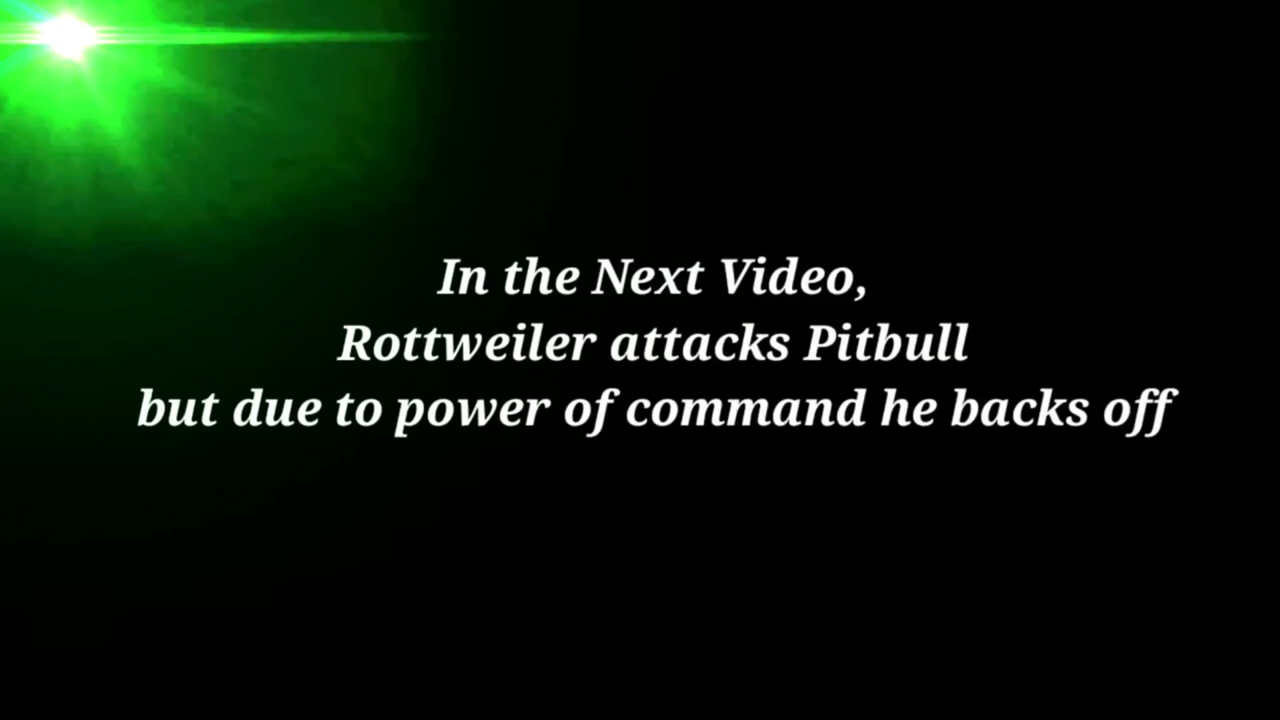 In the Next Video,
Rottweiler attacks Pitbull
but due to power of command he backs off